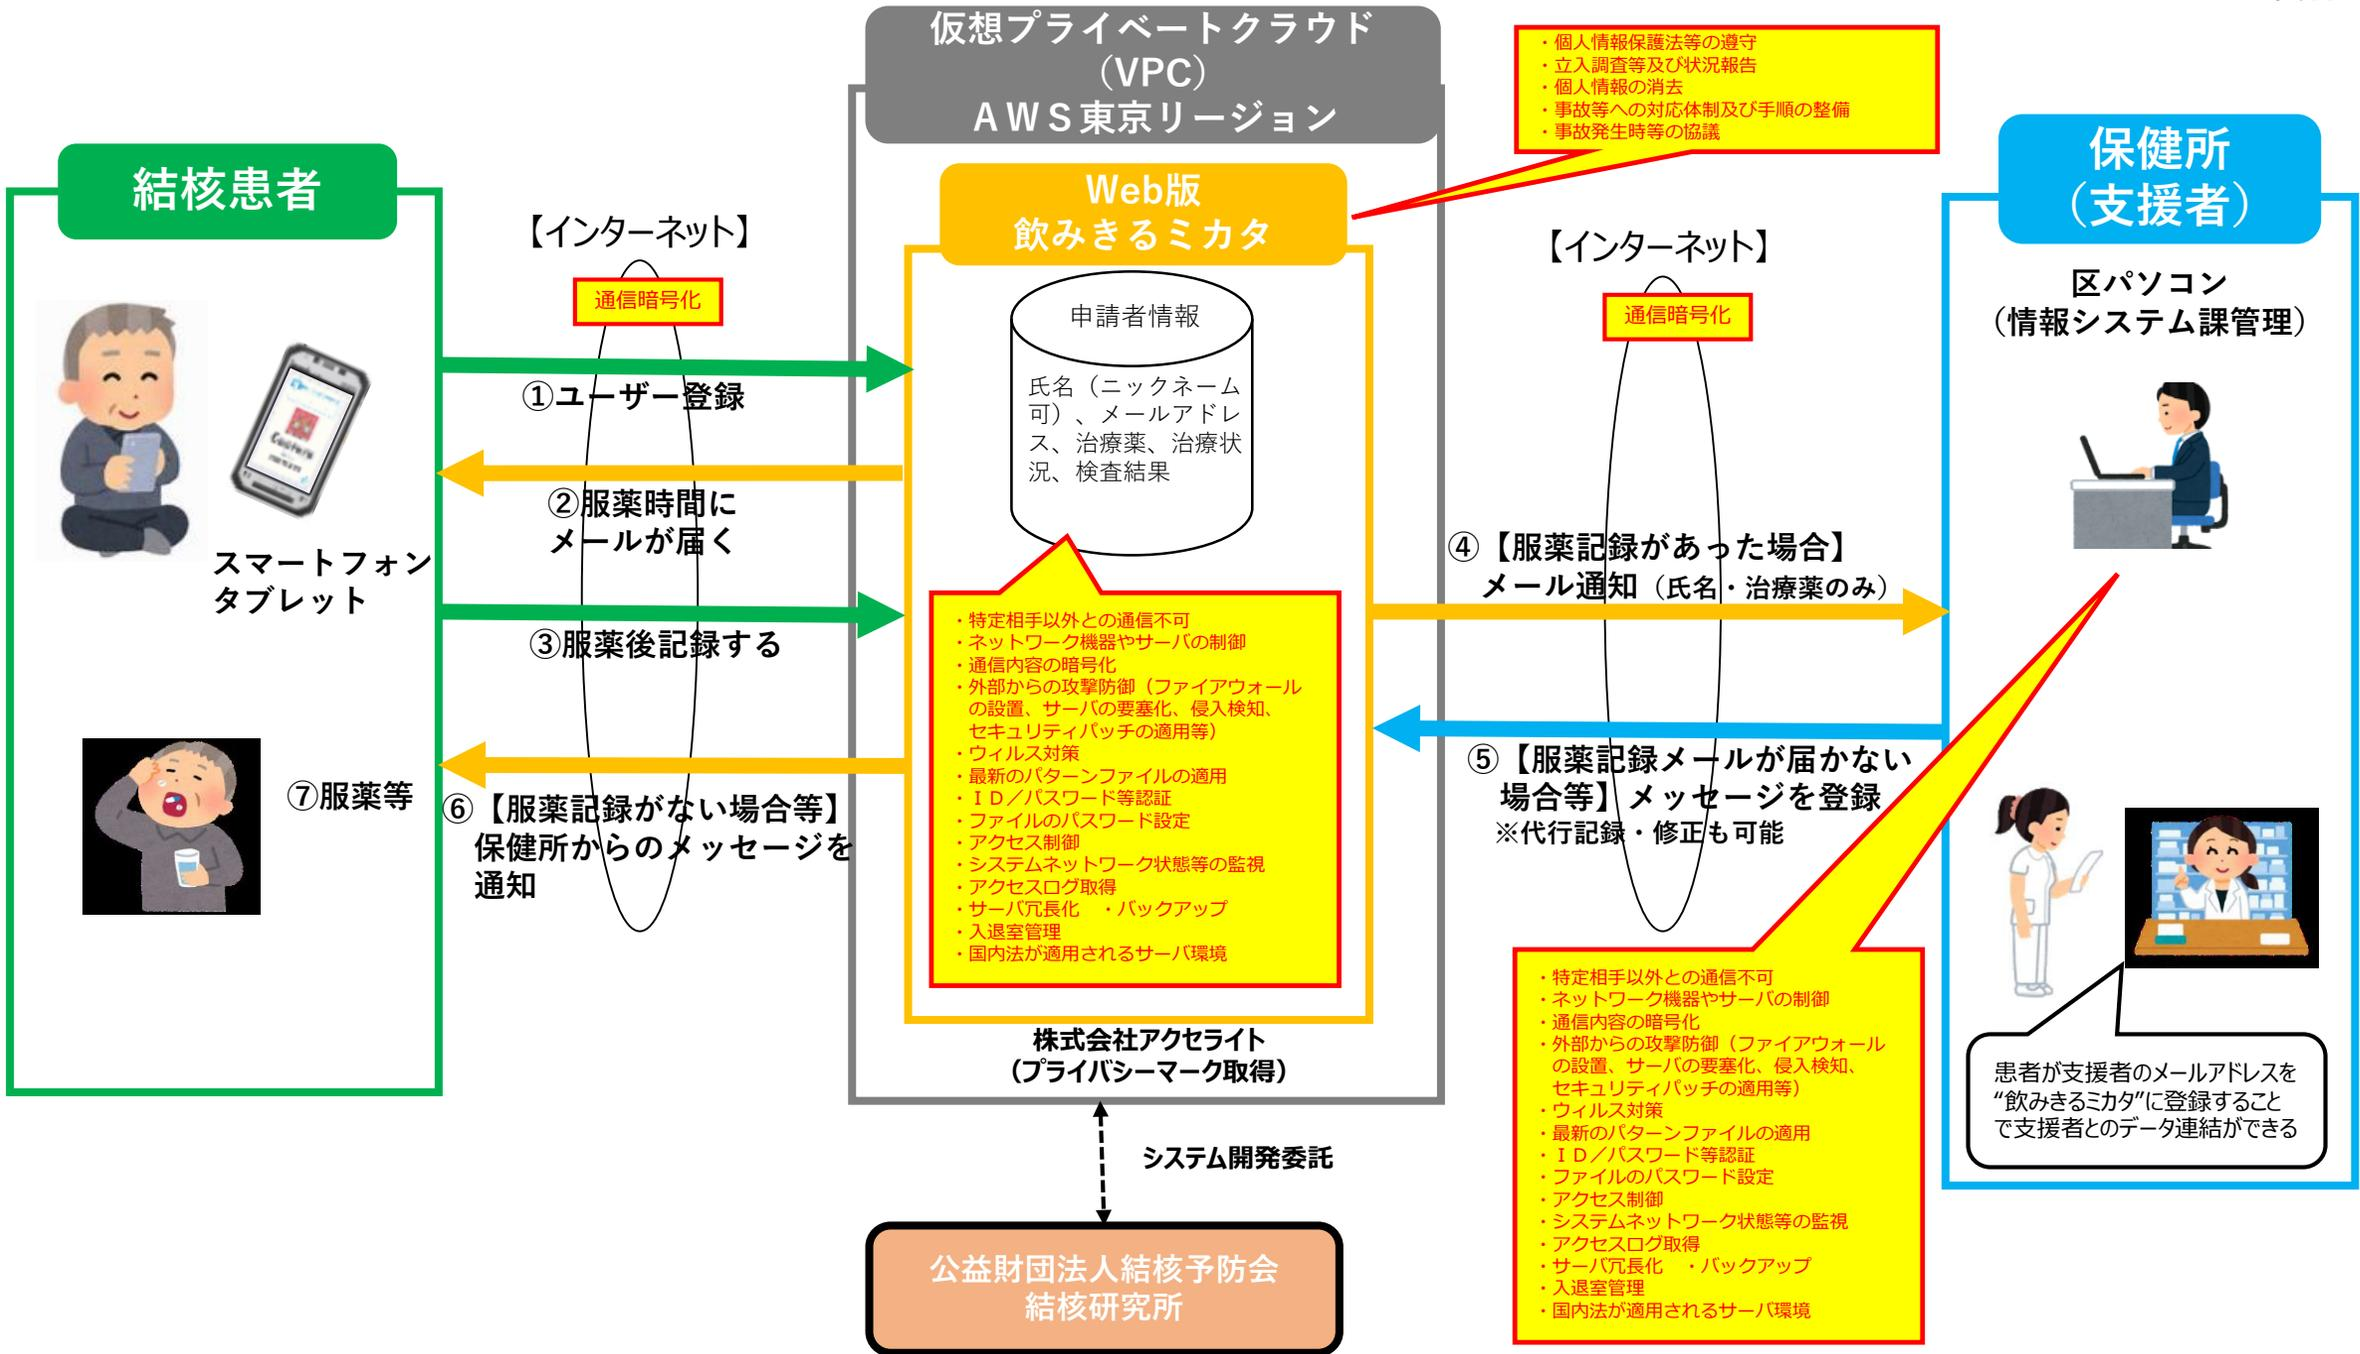 仮想プライベートクラウド
（VPC）
ＡＷＳ東京リージョン
・個人情報保護法等の遵守
・立入調査等及び状況報告
・個人情報の消去
・事故等への対応体制及び手順の整備
・事故発生時等の協議
結核患者
Web版
飲みきるミカタ
保健所
（支援者）
【インターネット】
通信暗号化
【インターネット】
通信暗号化
区パソコン
（情報システム課管理）
申請者情報
氏名（ニックネーム
可）、メールアドレ
ス、治療薬、治療状
況、検査結果
①ユーザー登録
②服薬時間に
メールが届く
スマートフォン
タブレット
③服薬後記録する
④【服薬記録があった場合】
メール通知（氏名・治療薬のみ）
・特定相手以外との通信不可
・ネットワーク機器やサーバの制御
・通信内容の暗号化
・外部からの攻撃防御（ファイアウォール
の設置、サーバの要塞化、侵入検知、
セキュリティパッチの適用等）
・ウィルス対策
・最新のパターンファイルの適用
・ＩＤ／パスワード等認証
・ファイルのパスワード設定
・アクセス制御
・システムネットワーク状態等の監視
・アクセスログ取得
・サーバ冗長化　・バックアップ
・入退室管理
・国内法が適用されるサーバ環境
⑤【服薬記録メールが届かない
場合等】メッセージを登録
※代行記録・修正も可能
⑦服薬等
⑥【服薬記録がない場合等】
保健所からのメッセージを
通知
株式会社アクセライト
（プライバシーマーク取得）
システム開発委託
公益財団法人結核予防会
結核研究所
・特定相手以外との通信不可
・ネットワーク機器やサーバの制御
・通信内容の暗号化
・外部からの攻撃防御（ファイアウォール
の設置、サーバの要塞化、侵入検知、
セキュリティパッチの適用等）
・ウィルス対策
・最新のパターンファイルの適用
・ＩＤ／パスワード等認証
・ファイルのパスワード設定
・アクセス制御
・システムネットワーク状態等の監視
・アクセスログ取得
・サーバ冗長化　・バックアップ
・入退室管理
・国内法が適用されるサーバ環境
患者が支援者のメールアドレスを
“飲みきるミカタ”に登録すること
で支援者とのデータ連結ができる